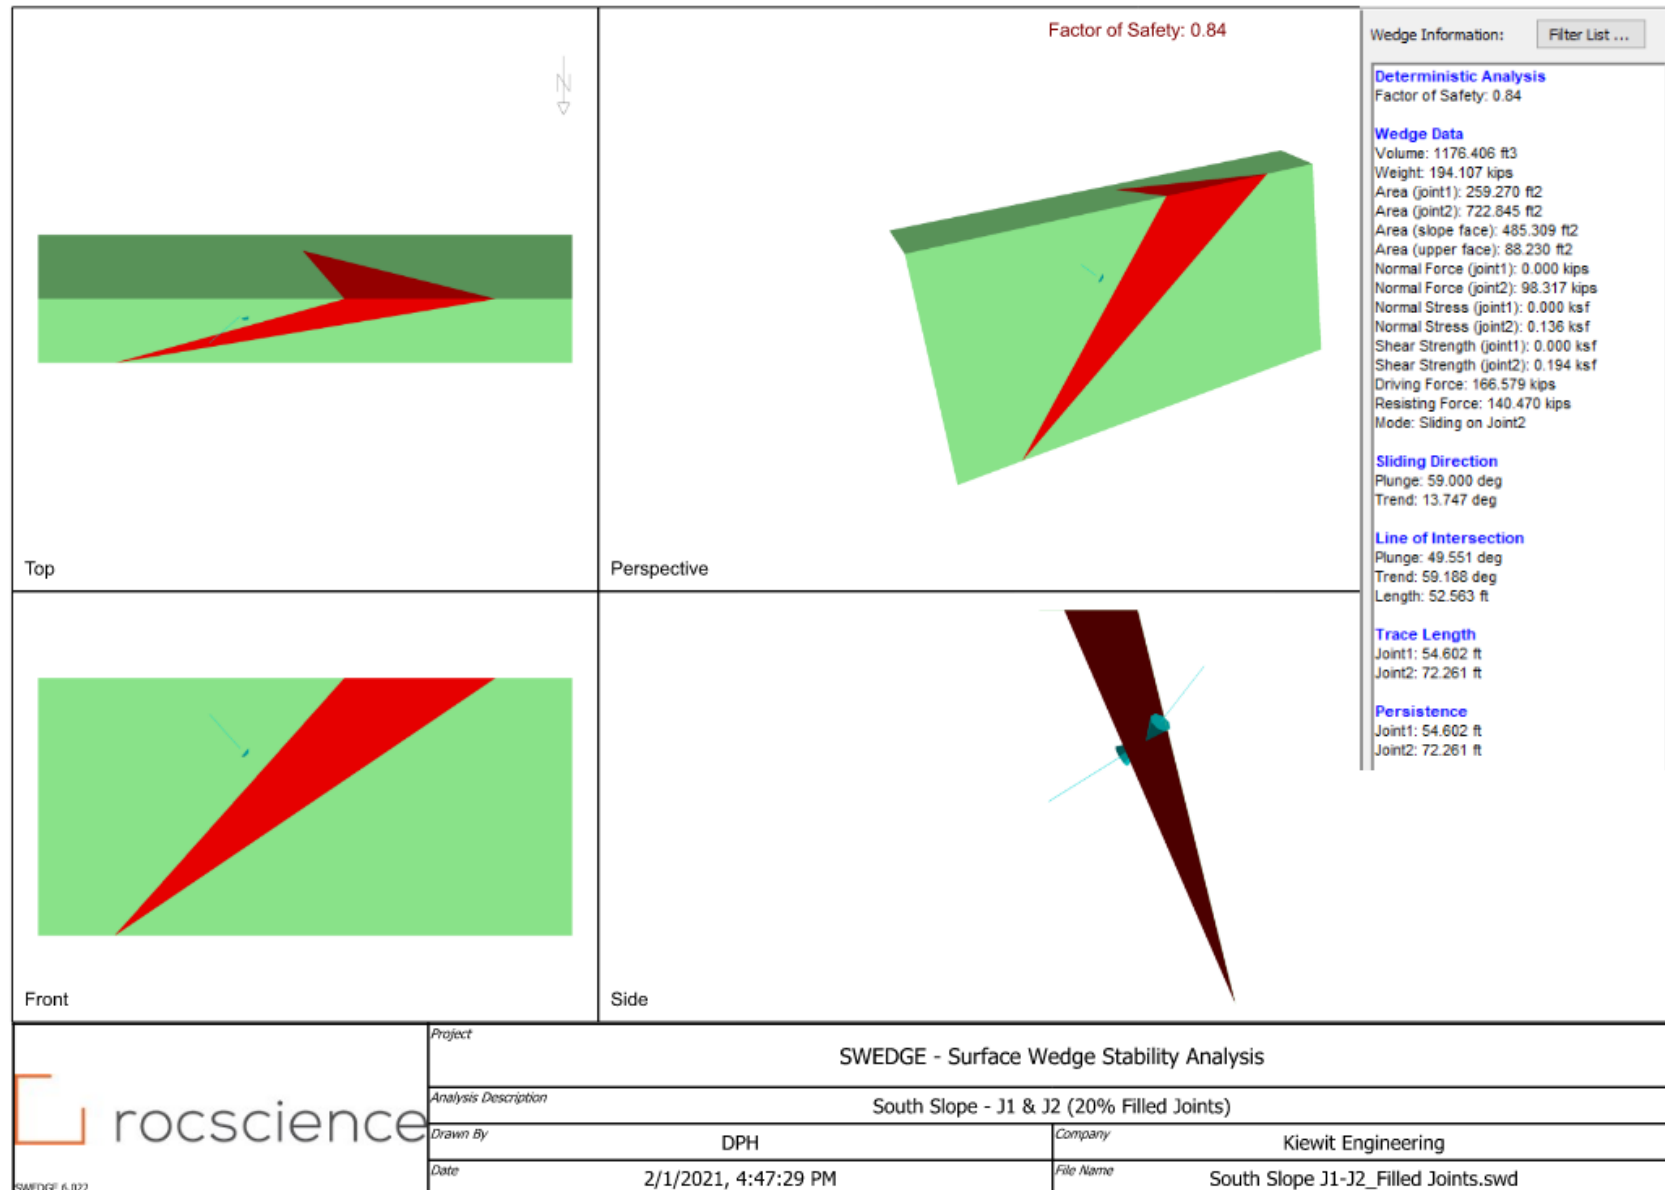 Factor of Safety: 0.84
N
Top
Perspective
Front
Side
Wedge Information:
Filter List ...
Deterministic Analysis
Factor of Safety: 0.84
Wedge Data
Volume: 1176.406 ft3
Weight: 194.107 kips
Area (joint1): 259.270 ft2
Area (joint2): 722.845 ft2
Area (slope face): 485.309 ft2
Area (upper face): 88.230 ft2
Normal Force (joint1): 0.000 kips
Normal Force (joint2): 98.317 kips
Normal Stress (joint1): 0.000 ksf
Normal Stress (joint2): 0.136 ksf
Shear Strength (joint1): 0.000 ksf
Shear Strength (joint2): 0.194 ksf
Driving Force: 166.579 kips
Resisting Force: 140.470 kips
Mode: Sliding on Joint2
Sliding Direction
Plunge: 59.000 deg
Trend: 13.747 deg
Line of Intersection
Plunge: 49.551 deg
Trend: 59.188 deg
Length: 52.563 ft
Trace Length
Joint1: 54.602 ft
Joint2: 72.261 ft
Persistence
Joint1: 54.602 ft
Joint2: 72.261 ft
rocscience
SWEDGE 6.022
Project
SWEDGE - Surface Wedge Stability Analysis
Analysis Description
South Slope - J1 & J2 (20% Filled Joints)
Drawn By
DPH
Company
Kiewit Engineering
Date
2/1/2021, 4:47:29 PM
File Name
South Slope J1-J2_Filled Joints.swd